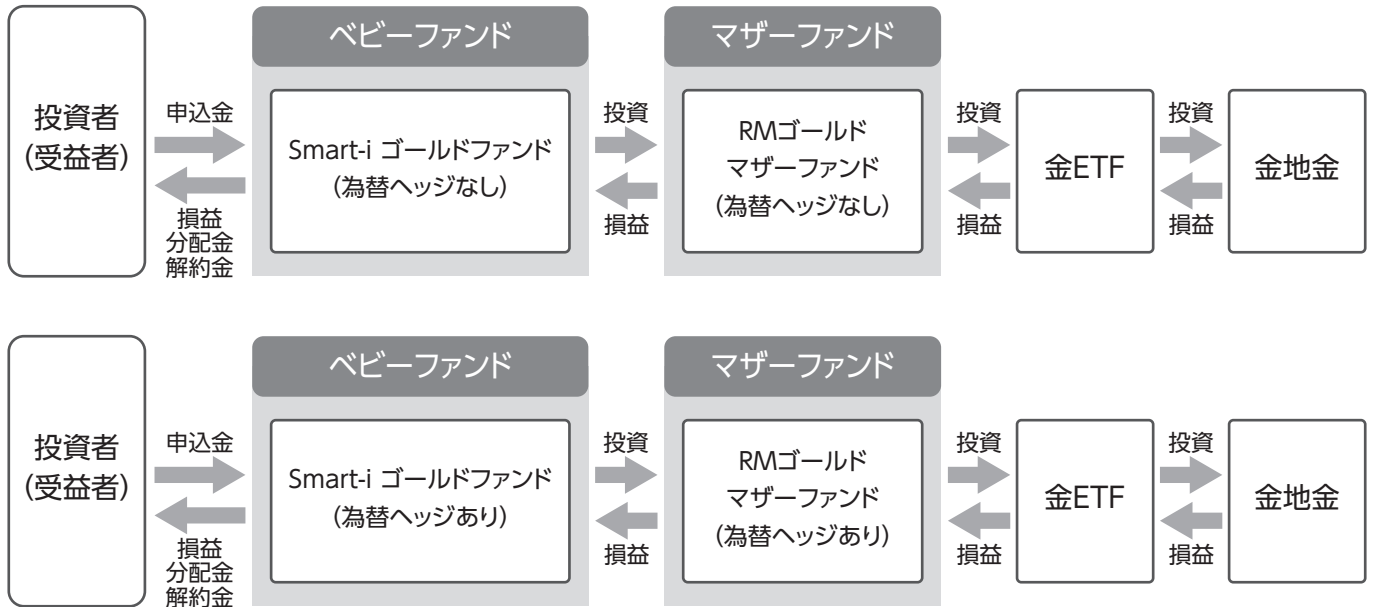 ベビーファンド
マザーファンド
投資者
(受益者)
申込金
損益
分配金
解約金
Smart-i ゴールドファンド
(為替ヘッジなし)
投資
損益
RMゴールド
マザーファンド
(為替ヘッジなし)
投資
損益
金ETF
投資
損益
金地金
ベビーファンド
マザーファンド
投資者
(受益者)
申込金
損益
分配金
解約金
Smart-i ゴールドファンド
(為替ヘッジあり)
投資
損益
RMゴールド
マザーファンド
(為替ヘッジあり)
投資
損益
金ETF
投資
損益
金地金